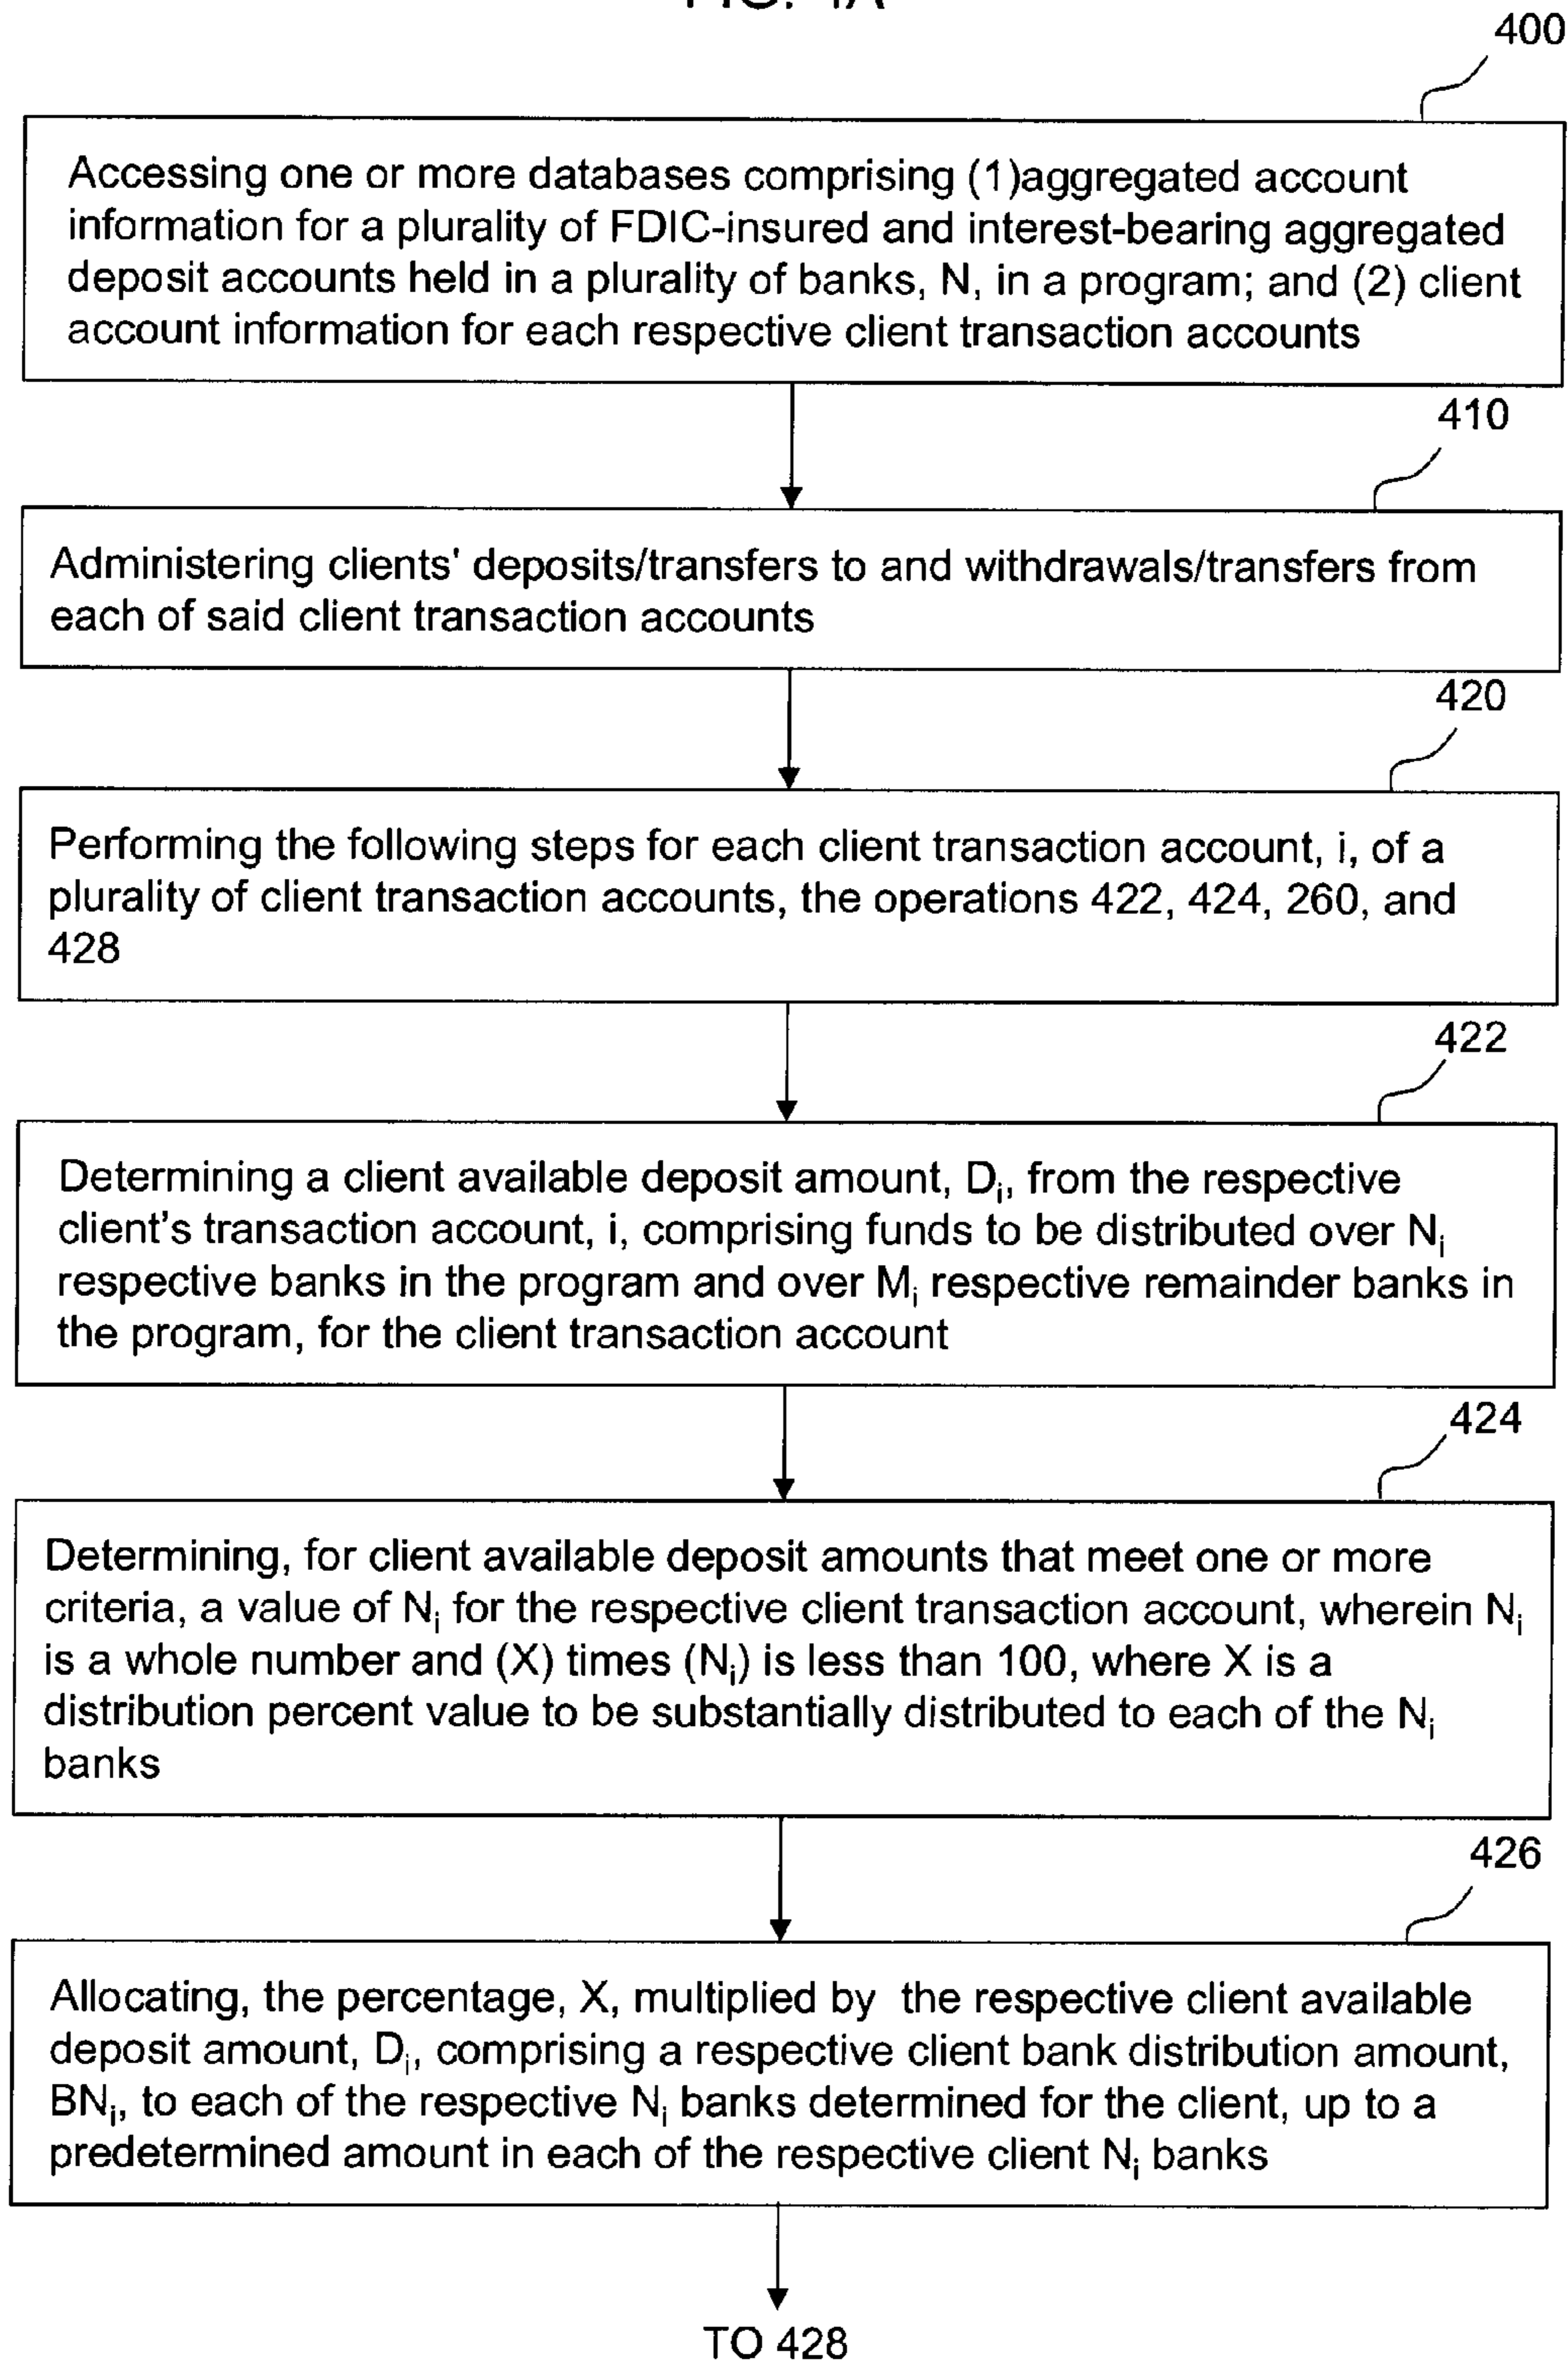 FIG. 4A
400
Accessing one or more databases comprising (1)aggregated account
information for a plurality of FDIC-insured and interest-bearing aggregated
deposit accounts held in a plurality of banks, N, in a program; and (2) client
account information for each respective client transaction accounts
410
Administering clients' deposits/transfers to and withdrawals/transfers from
each of said client transaction accounts
420
Performing the following steps for each client transaction account, i, of a
plurality of client transaction accounts, the operations 422, 424, 260, and
428
422
Determining a client available deposit amount, Di, from the respective
client's transaction account, i, comprising funds to be distributed over Ni
respective banks in the program and over Mi respective remainder banks in
the program, for the client transaction account
424
Determining, for client available deposit amounts that meet one or more
criteria, a value of Ni for the respective client transaction account, wherein Ni
is a whole number and (X) times (Ni) is less than 100, where X is a
distribution percent value to be substantially distributed to each of the Ni
banks
426
Allocating, the percentage, X, multiplied by the respective client available
deposit amount, Di, comprising a respective client bank distribution amount,
BNi, to each of the respective Ni banks determined for the client, up to a
predetermined amount in each of the respective client Ni banks
TO 428